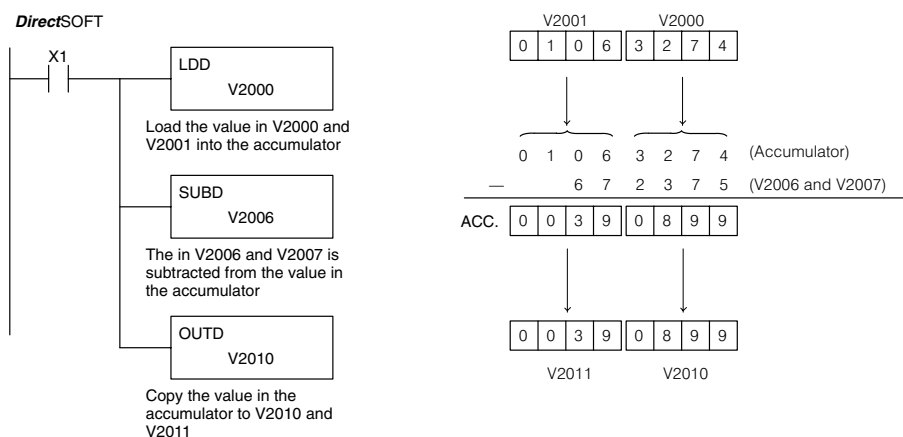 DirectSOFT
X1
LDD
V2000
Load the value in V2000 and
V2001 into the accumulator
SUBD
V2006
The in V2006 and V2007 is
subtracted from the value in
the accumulator
OUTD
V2010
Copy the value in the
accumulator to V2010 and
V2011
V2001 V2000
0 1 0 6 3 2 7 4
0 1 0 6 3 2 7 4 (Accumulator)
— 6 7 2 3 7 5 (V2006 and V2007)
ACC. 0 0 3 9 0 8 9 9
0 0 3 9 0 8 9 9
V2011 V2010